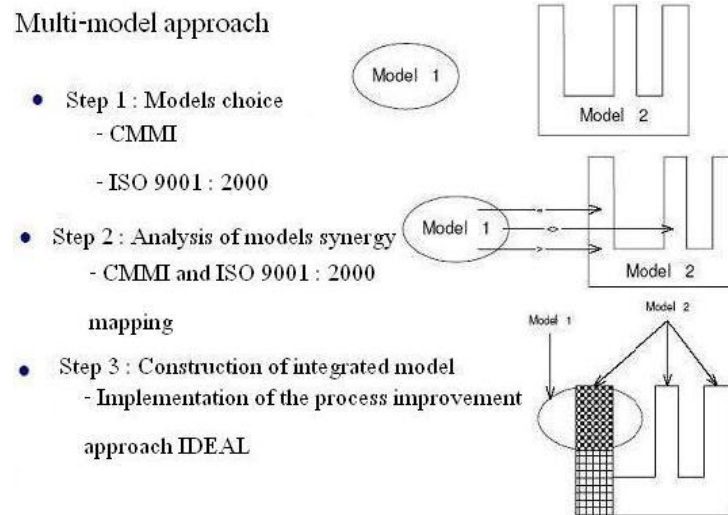 Multi-model approach
Model 1
Model 2
• Step 1 : Models choice
- CMMI
- ISO 9001 : 2000
• Step 2 : Analysis of models synergy
- CMMI and ISO 9001 : 2000
mapping
Model 1
<>
>
Model 2
• Step 3 : Construction of integrated model
- Implementation of the process improvement
approach IDEAL
Model 1
Model 2